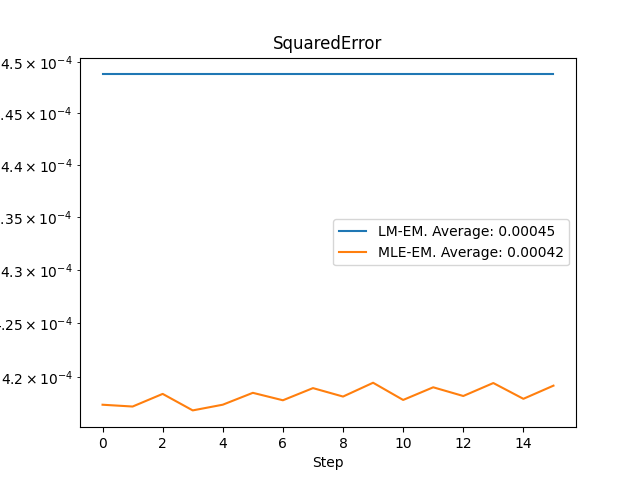 SquaredError
4.5 × 10⁻⁴
.45 × 10⁻⁴
4.4 × 10⁻⁴
.35 × 10⁻⁴
4.3 × 10⁻⁴
.25 × 10⁻⁴
4.2 × 10⁻⁴
LM-EM. Average: 0.00045
MLE-EM. Average: 0.00042
0 2 4 6 8 10 12 14
Step